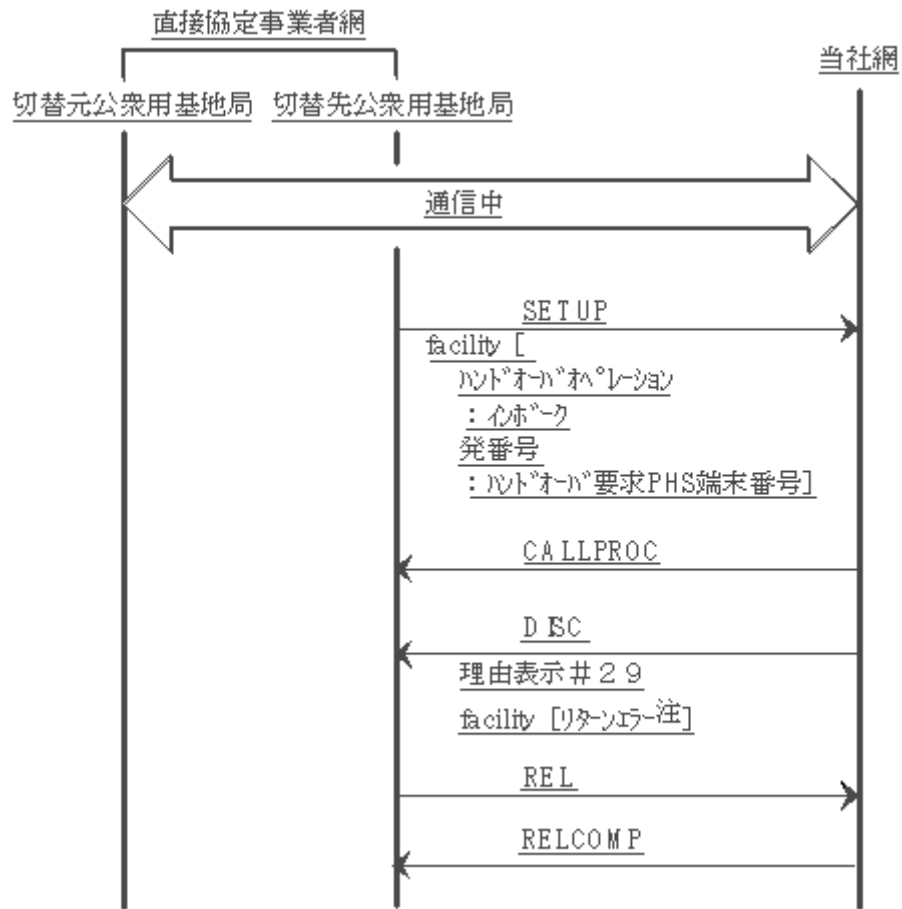 直接協定事業者網
当社網
切替元公衆用基地局 切替先公衆用基地局
通信中
SETUP
facility [
ﾊﾝﾄﾞｵｰﾊﾞｵﾍﾟﾚｰｼｮﾝ
:ｲﾝﾎﾞｰｸ
発番号
:ﾊﾝﾄﾞｵｰﾊﾞ要求PHS端末番号]
CALLPROC
DISC
理由表示#29
facility [ﾘﾀｰﾝｴﾗｰ注]
REL
RELCOMP